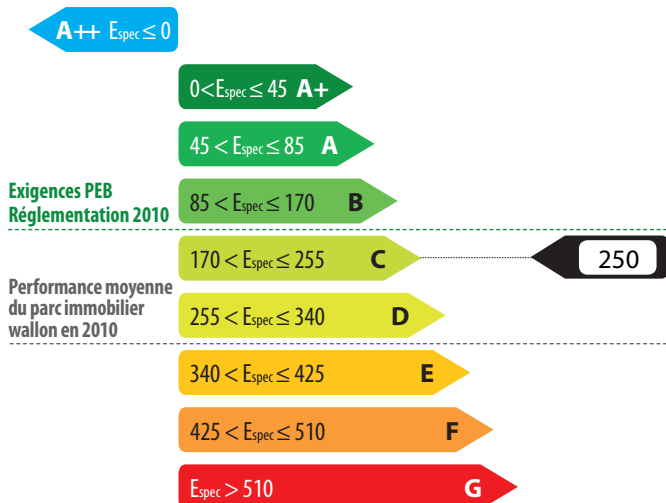 A++ Espec ≤ 0
0 < Espec ≤ 45 A+
45 < Espec ≤ 85 A
Exigences PEB
Réglementation 2010
85 < Espec ≤ 170 B
170 < Espec ≤ 255 C
250
Performance moyenne
du parc immobilier
wallon en 2010
255 < Espec ≤ 340 D
340 < Espec ≤ 425 E
425 < Espec ≤ 510 F
Espec > 510 G